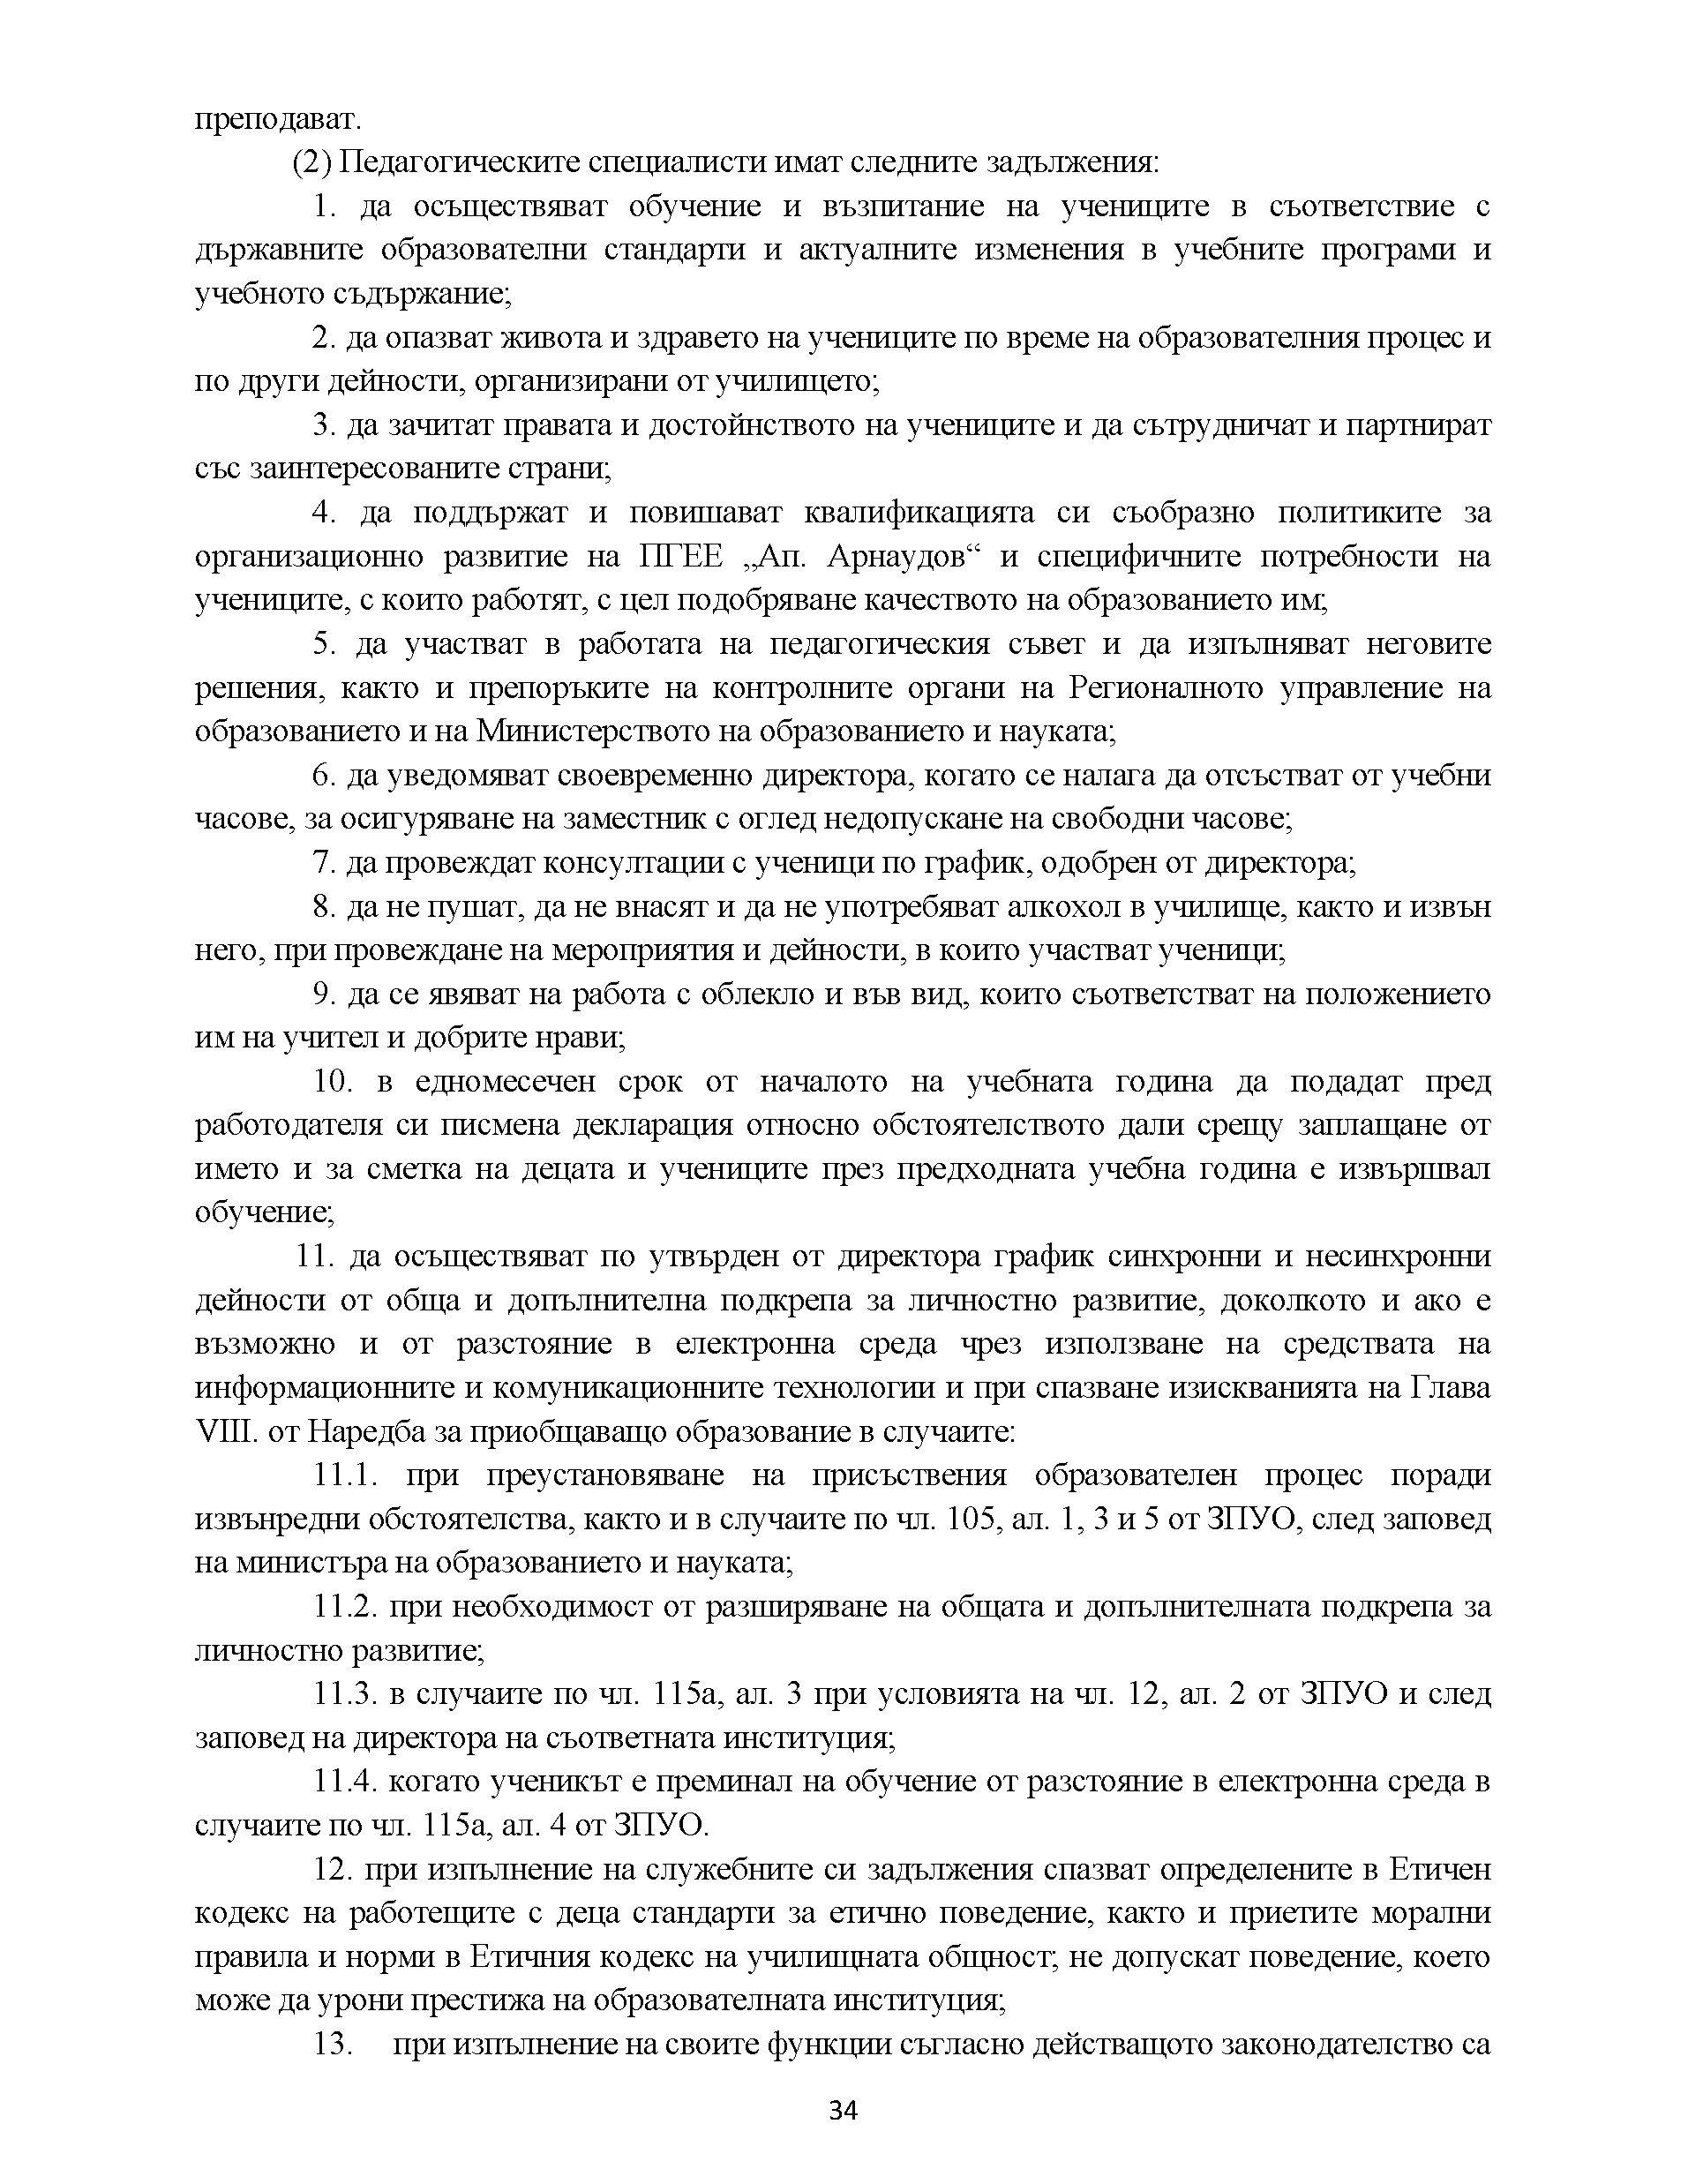 преподават.
(2) Педагогическите специалисти имат следните задължения:
1. да осъществяват обучение и възпитание на учениците в съответствие с
държавните образователни стандарти и актуалните изменения в учебните програми и
учебното съдържание;
2. да опазват живота и здравето на учениците по време на образователния процес и
по други дейности, организирани от училището;
3. да зачитат правата и достойнството на учениците и да сътрудничат и партнират
със заинтересованите страни;
4. да поддържат и повишават квалификацията си съобразно политиките за
организационно развитие на ПГЕЕ „Ап. Арнаудов“ и специфичните потребности на
учениците, с които работят, с цел подобряване качеството на образованието им;
5. да участват в работата на педагогическия съвет и да изпълняват неговите
решения, както и препоръките на контролните органи на Регионалното управление на
образованието и на Министерството на образованието и науката;
6. да уведомяват своевременно директора, когато се налага да отсъстват от учебни
часове, за осигуряване на заместник с оглед недопускане на свободни часове;
7. да провеждат консултации с ученици по график, одобрен от директора;
8. да не пушат, да не внасят и да не употребяват алкохол в училище, както и извън
него, при провеждане на мероприятия и дейности, в които участват ученици;
9. да се явяват на работа с облекло и във вид, които съответстват на положението
им на учител и добрите нрави;
10. в едномесечен срок от началото на учебната година да подадат пред
работодателя си писмена декларация относно обстоятелството дали срещу заплащане от
името и за сметка на децата и учениците през предходната учебна година е извършвал
обучение;
11. да осъществяват по утвърден от директора график синхронни и несинхронни
дейности от обща и допълнителна подкрепа за личностно развитие, доколкото и ако е
възможно и от разстояние в електронна среда чрез използване на средствата на
информационните и комуникационните технологии и при спазване изискванията на Глава
VIII. от Наредба за приобщаващо образование в случаите:
11.1. при преустановяване на присъствения образователен процес поради
извънредни обстоятелства, както и в случаите по чл. 105, ал. 1, 3 и 5 от ЗПУО, след заповед
на министъра на образованието и науката;
11.2. при необходимост от разширяване на общата и допълнителната подкрепа за
личностно развитие;
11.3. в случаите по чл. 115а, ал. 3 при условията на чл. 12, ал. 2 от ЗПУО и след
заповед на директора на съответната институция;
11.4. когато ученикът е преминал на обучение от разстояние в електронна среда в
случаите по чл. 115а, ал. 4 от ЗПУО.
12. при изпълнение на служебните си задължения спазват определените в Етичен
кодекс на работещите с деца стандарти за етично поведение, както и приетите морални
правила и норми в Етичния кодекс на училищната общност; не допускат поведение, което
може да урони престижа на образователната институция;
13. при изпълнение на своите функции съгласно действащото законодателство са
34